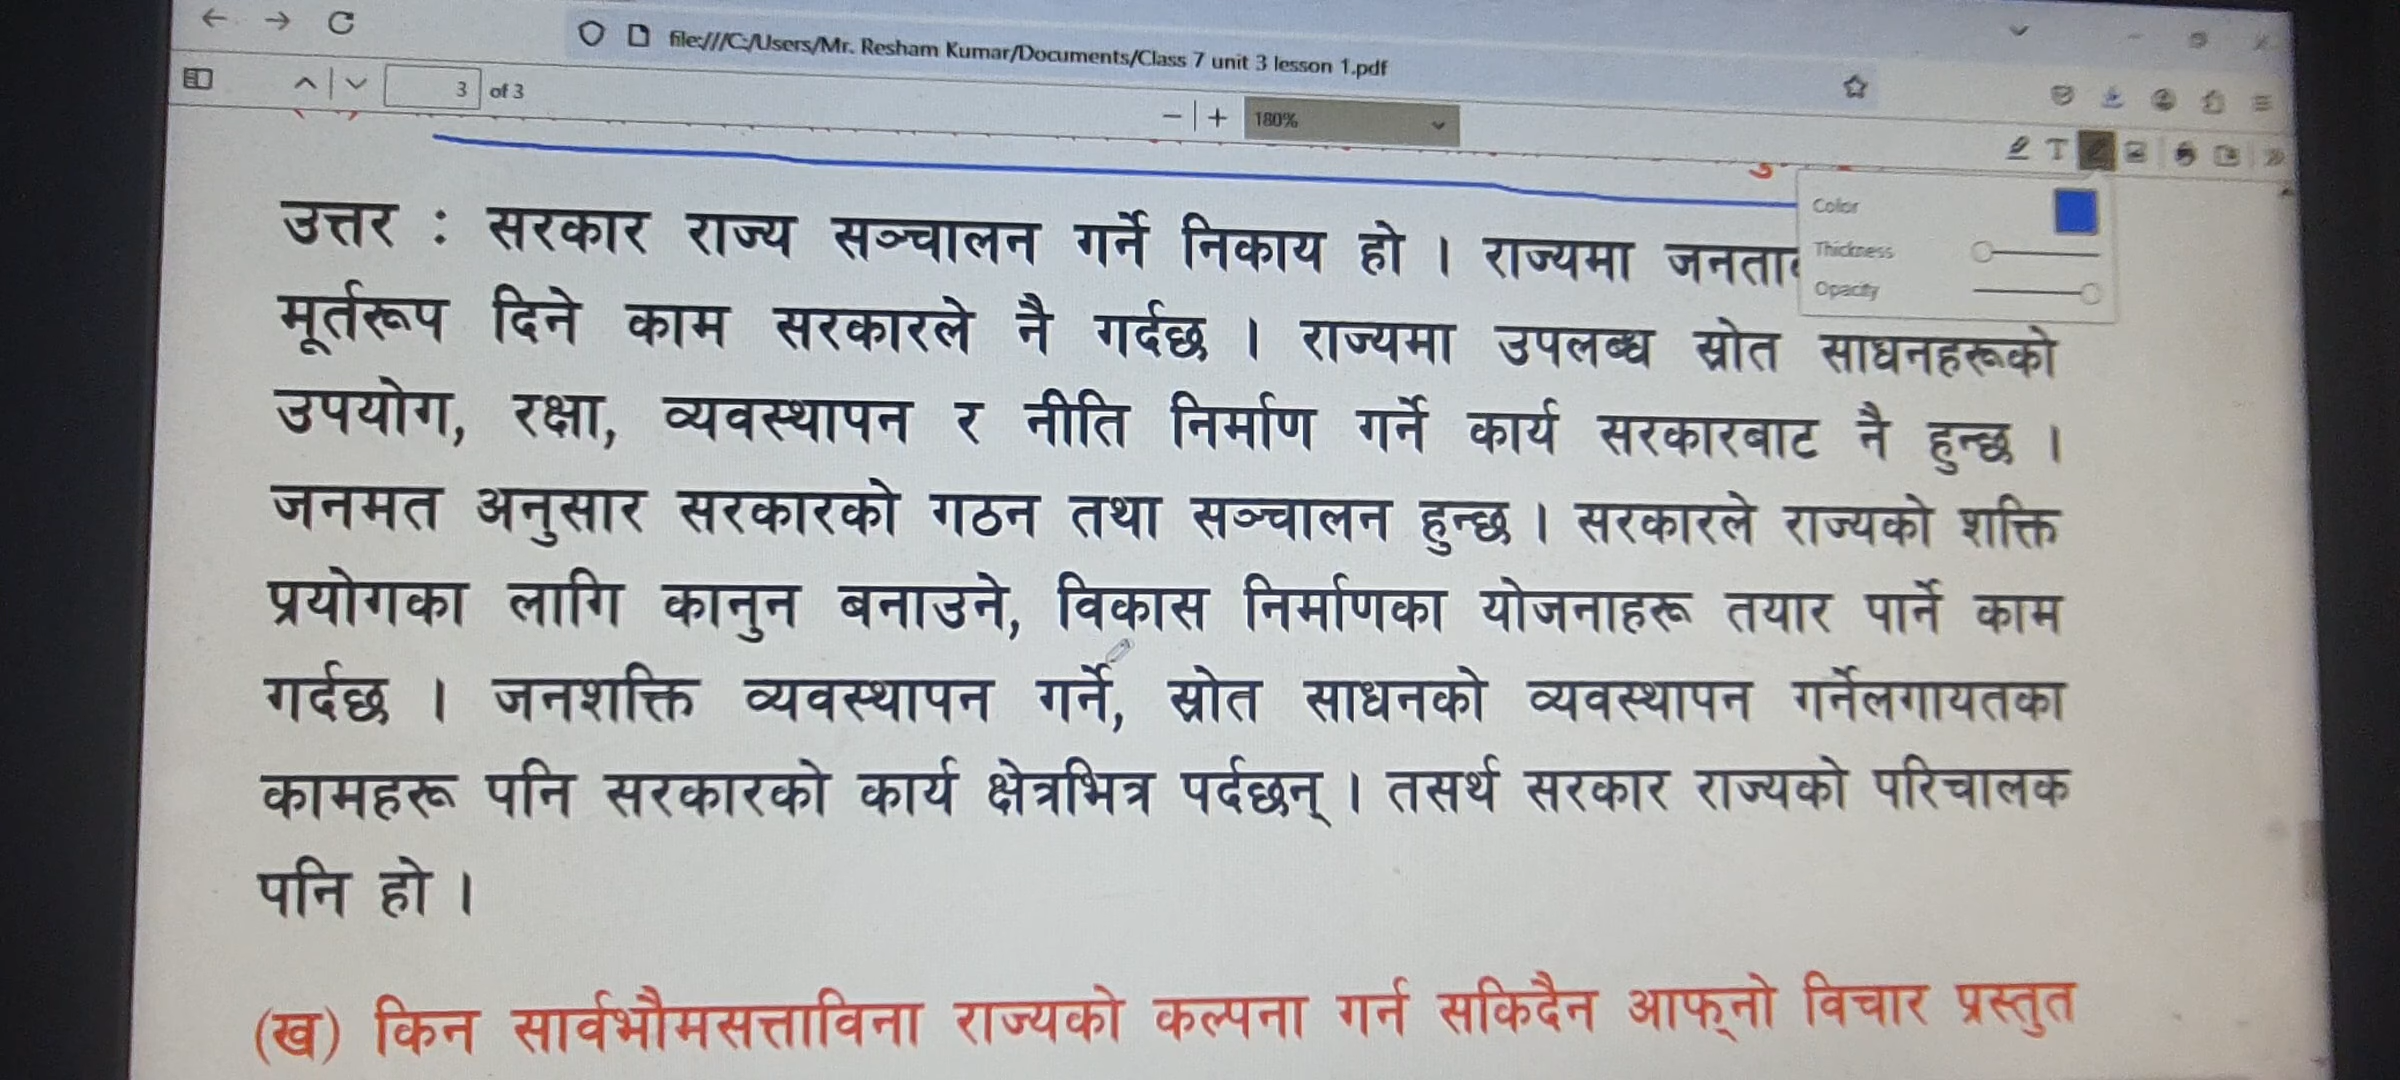 file:///C:/Users/Mr. Resham Kumar/Documents/Class 7 unit 3 lesson 1.pdf
3 of 3
180%
Color
Thickness
Opacity
उत्तर : सरकार राज्य सञ्चालन गर्ने निकाय हो । राज्यमा
मूर्तरूप दिने काम सरकारले नै गर्दछ । राज्यमा उपलब्ध स्रोत साधनहरूको
उपयोग, रक्षा, व्यवस्थापन र नीति निर्माण गर्ने कार्य सरकारबाट नै हुन्छ ।
जनमत अनुसार सरकारको गठन तथा सञ्चालन हुन्छ । सरकारले राज्यको शक्ति
प्रयोगका लागि कानुन बनाउने, विकास निर्माणका योजनाहरू तयार पार्ने काम
गर्दछ । जनशक्ति व्यवस्थापन गर्ने, स्रोत साधनको व्यवस्थापन गर्नेलगायतका
कामहरू पनि सरकारको कार्य क्षेत्रभित्र पर्दछन् । तसर्थ सरकार राज्यको परिचालक
पनि हो ।
(ख) किन सार्वभौमसत्ताविना राज्यको कल्पना गर्न सकिदैन आफ्नो विचार प्रस्तुत